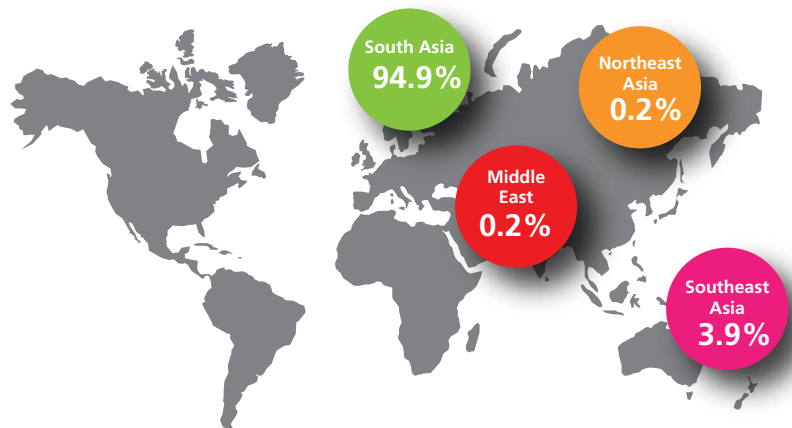 South Asia
94.9%
Northeast
Asia
0.2%
Middle
East
0.2%
Southeast
Asia
3.9%